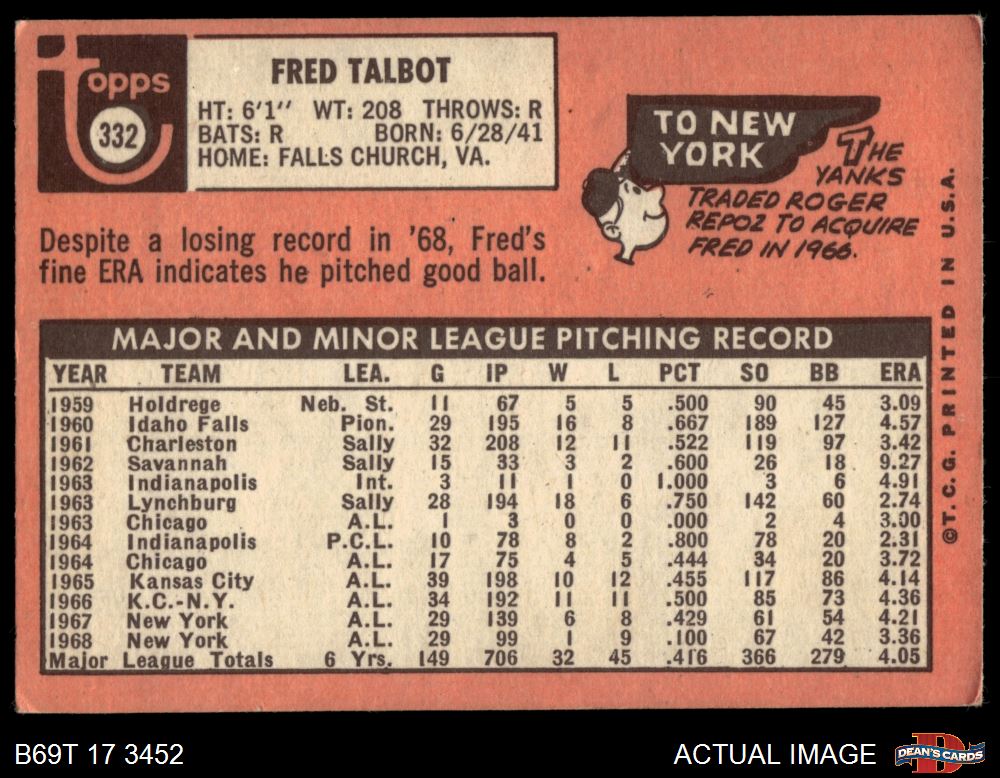 topps
332
FRED TALBOT
HT: 6'1'' WT: 208 THROWS: R
BATS: R BORN: 6/28/41
HOME: FALLS CHURCH, VA.
TO NEW
YORK
THE
YANKS
TRADED ROGER
REPOZ TO ACQUIRE
FRED IN 1966.
Despite a losing record in '68, Fred's
fine ERA indicates he pitched good ball.
MAJOR AND MINOR LEAGUE PITCHING RECORD
YEAR TEAM LEA. G IP W L PCT SO BB ERA
1959 Holdrege Neb. St. 11 67 5 5 .500 90 45 3.09
1960 Idaho Falls Pion. 29 195 16 8 .667 189 127 4.57
1961 Charleston Sally 32 208 12 11 .522 119 97 3.42
1962 Savannah Sally 15 33 3 2 .600 26 18 9.27
1963 Indianapolis Int. 3 11 1 0 1.000 3 6 4.91
1963 Lynchburg Sally 28 194 18 6 .750 142 60 2.74
1963 Chicago A.L. 1 3 0 0 .000 2 4 3.00
1964 Indianapolis P.C.L. 10 78 8 2 .800 78 20 2.31
1964 Chicago A.L. 17 75 4 5 .444 34 20 3.72
1965 Kansas City A.L. 39 198 10 12 .455 117 86 4.14
1966 K.C.-N.Y. A.L. 34 192 11 11 .500 85 73 4.36
1967 New York A.L. 29 139 6 8 .429 61 54 4.21
1968 New York A.L. 29 99 1 9 .100 67 42 3.36
Major League Totals 6 Yrs. 149 706 32 45 .416 366 279 4.05
©T.C.G. PRINTED IN U.S.A.
B69T 17 3452
ACTUAL IMAGE
D
DEAN'S CARDS